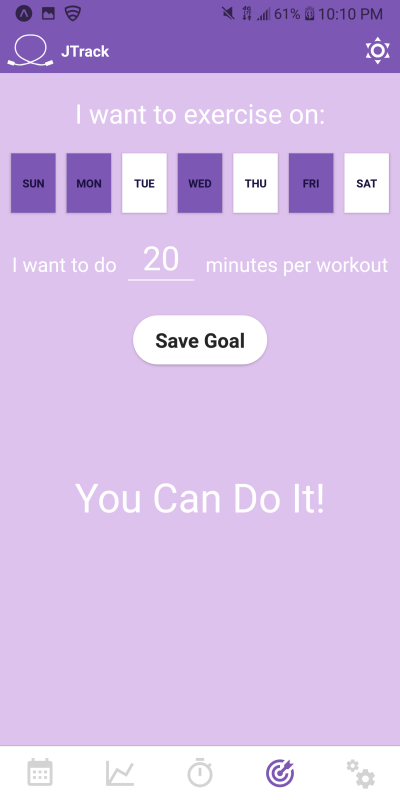 61% 10:10 PM
JTrack
I want to exercise on:
SUN MON TUE WED THU FRI SAT
I want to do 20 minutes per workout
Save Goal
You Can Do It!